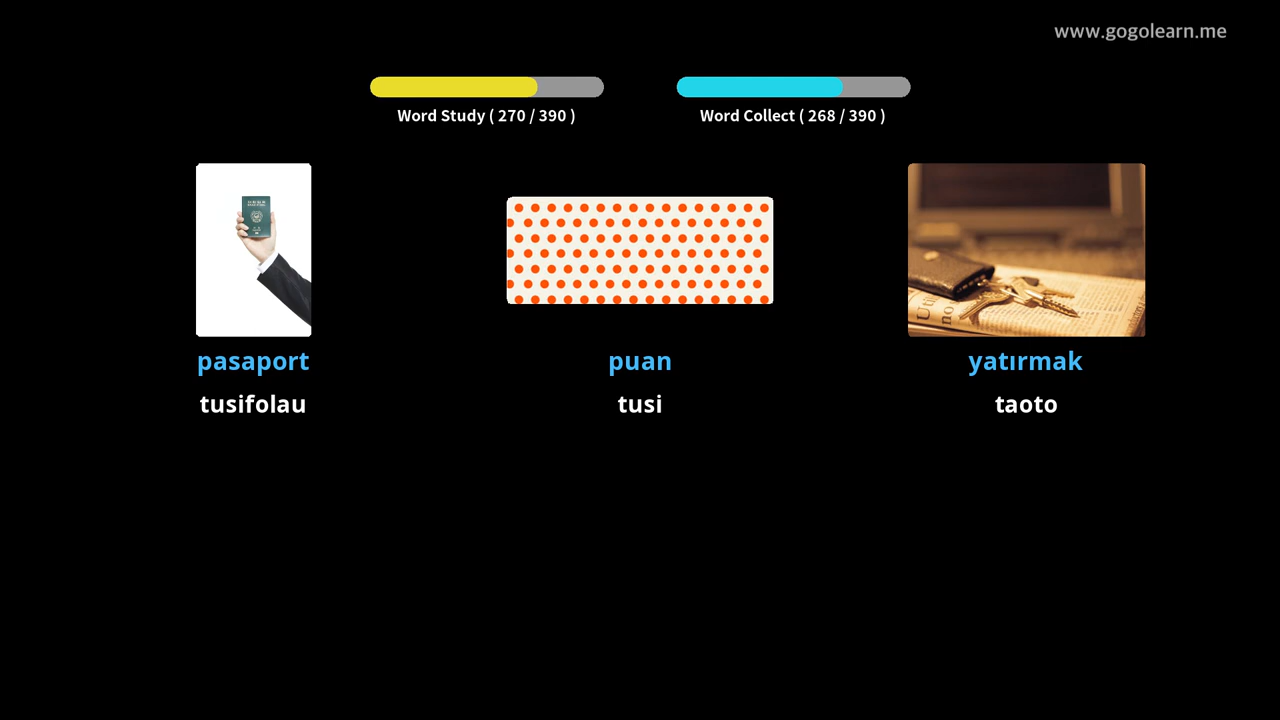 www.gogolearn.me
Word Study ( 270 / 390 )
Word Collect ( 268 / 390 )
pasaport
tusifolau
puan
tusi
yatırmak
taoto